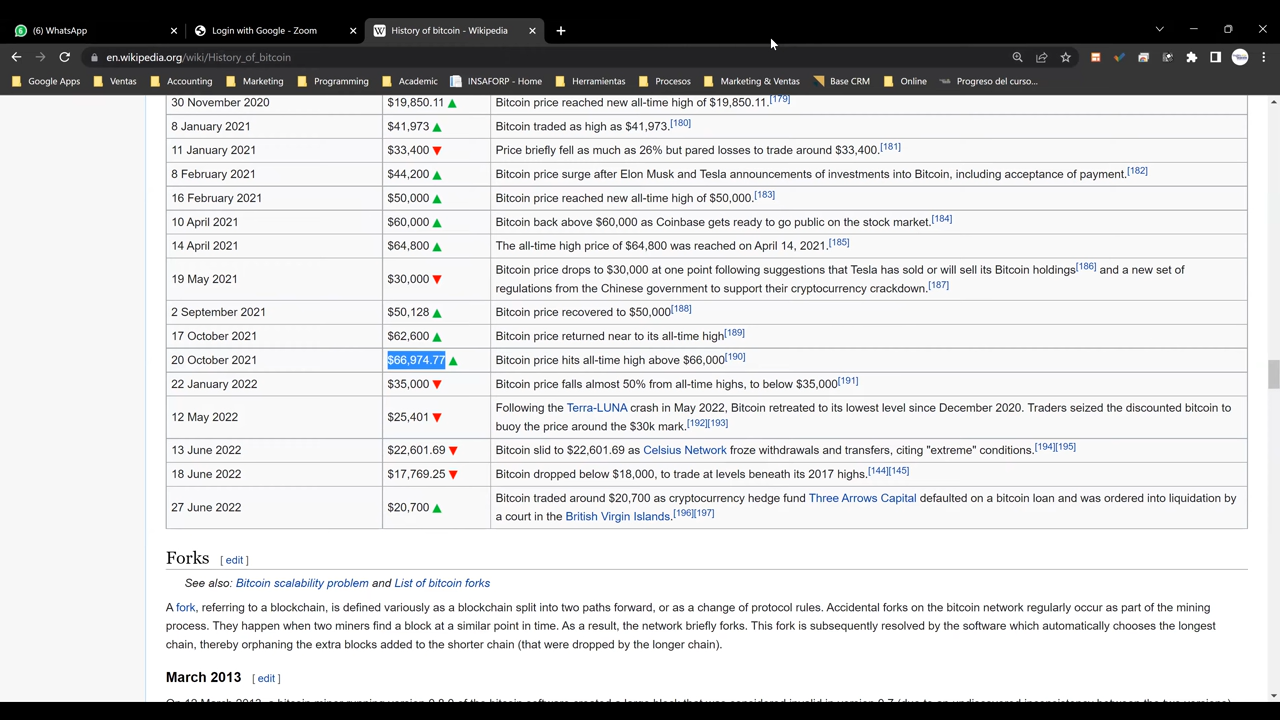 (6) WhatsApp
Login with Google - Zoom
History of bitcoin - Wikipedia
en.wikipedia.org/wiki/History_of_bitcoin
Google Apps Ventas Accounting Marketing Programming Academic INSAFORP - Home Herramientas Procesos Marketing & Ventas Base CRM Online Progreso del curso...
30 November 2020 $19,850.11 ▲ Bitcoin price reached new all-time high of $19,850.11.[179]
8 January 2021 $41,973 ▲ Bitcoin traded as high as $41,973.[180]
11 January 2021 $33,400 ▼ Price briefly fell as much as 26% but pared losses to trade around $33,400.[181]
8 February 2021 $44,200 ▲ Bitcoin price surge after Elon Musk and Tesla announcements of investments into Bitcoin, including acceptance of payment.[182]
16 February 2021 $50,000 ▲ Bitcoin price reached new all-time high of $50,000.[183]
10 April 2021 $60,000 ▲ Bitcoin back above $60,000 as Coinbase gets ready to go public on the stock market.[184]
14 April 2021 $64,800 ▲ The all-time high price of $64,800 was reached on April 14, 2021.[185]
19 May 2021 $30,000 ▼ Bitcoin price drops to $30,000 at one point following suggestions that Tesla has sold or will sell its Bitcoin holdings[186] and a new set of
regulations from the Chinese government to support their cryptocurrency crackdown.[187]
2 September 2021 $50,128 ▲ Bitcoin price recovered to $50,000[188]
17 October 2021 $62,600 ▲ Bitcoin price returned near to its all-time high[189]
20 October 2021 $66,974.77 ▲ Bitcoin price hits all-time high above $66,000[190]
22 January 2022 $35,000 ▼ Bitcoin price falls almost 50% from all-time highs, to below $35,000[191]
12 May 2022 $25,401 ▼ Following the Terra-LUNA crash in May 2022, Bitcoin retreated to its lowest level since December 2020. Traders seized the discounted bitcoin to
buoy the price around the $30k mark.[192][193]
13 June 2022 $22,601.69 ▼ Bitcoin slid to $22,601.69 as Celsius Network froze withdrawals and transfers, citing "extreme" conditions.[194][195]
18 June 2022 $17,769.25 ▼ Bitcoin dropped below $18,000, to trade at levels beneath its 2017 highs.[144][145]
27 June 2022 $20,700 ▲ Bitcoin traded around $20,700 as cryptocurrency hedge fund Three Arrows Capital defaulted on a bitcoin loan and was ordered into liquidation by
a court in the British Virgin Islands.[196][197]
Forks [ edit ]
See also: Bitcoin scalability problem and List of bitcoin forks
A fork, referring to a blockchain, is defined variously as a blockchain split into two paths forward, or as a change of protocol rules. Accidental forks on the bitcoin network regularly occur as part of the mining
process. They happen when two miners find a block at a similar point in time. As a result, the network briefly forks. This fork is subsequently resolved by the software which automatically chooses the longest
chain, thereby orphaning the extra blocks added to the shorter chain (that were dropped by the longer chain).
March 2013 [ edit ]